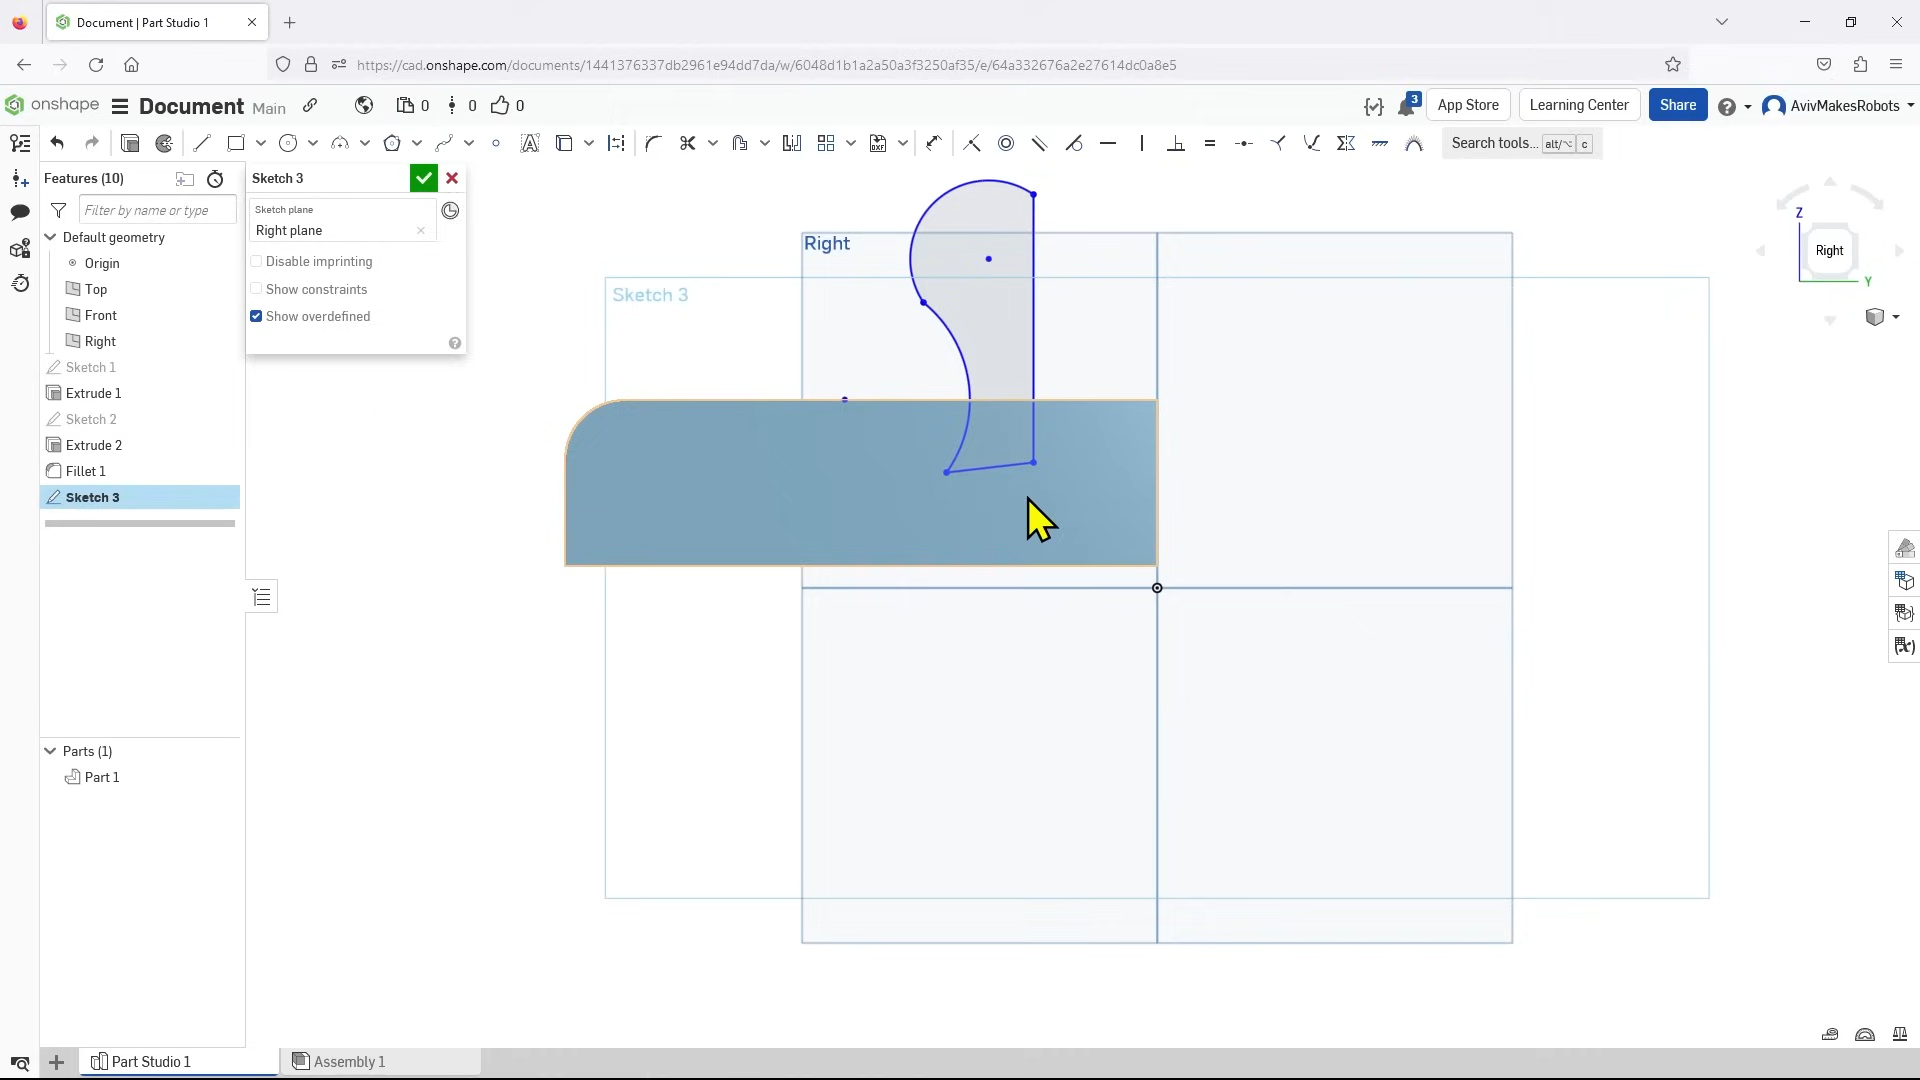 Document | Part Studio 1
https://cad.onshape.com/documents/1441376337db2961e94dd7da/w/6048d1b1a2a50a3f3250af35/e/64a332676a2e27614dc0a8e5
onshape Document Main 0 0 0 3 App Store Learning Center Share AvivMakesRobots
Search tools... alt/⌥ c
Features (10)
Filter by name or type
Default geometry
Origin
Top
Front
Right
Sketch 1
Extrude 1
Sketch 2
Extrude 2
Fillet 1
Sketch 3
Parts (1)
Part 1
Sketch 3
Sketch plane
Right plane
Disable imprinting
Show constraints
Show overdefined
Right
Sketch 3
Z
Right
Y
Part Studio 1
Assembly 1